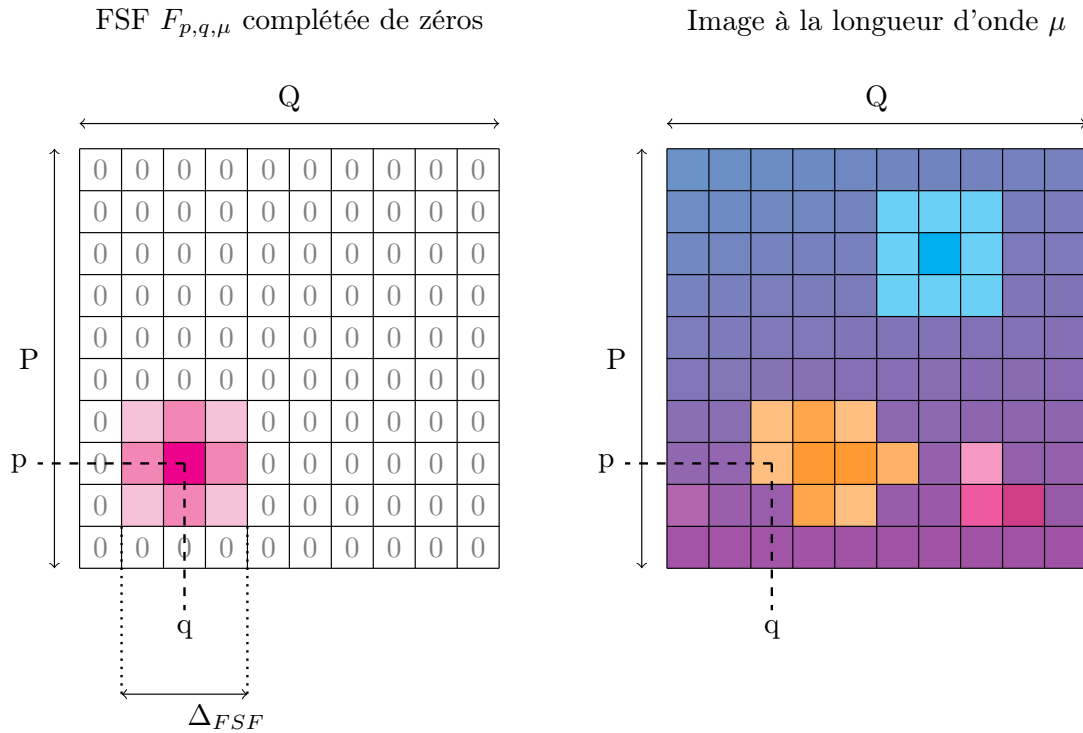 FSF $F_{p,q,\mu}$ complétée de zéros
Image à la longueur d'onde $\mu$
Q
Q
0 0 0 0 0 0 0 0 0 0
0 0 0 0 0 0 0 0 0 0
0 0 0 0 0 0 0 0 0 0
0 0 0 0 0 0 0 0 0 0
P
P
0 0 0 0 0 0 0 0 0 0
0 0 0 0 0 0 0 0 0 0
0 0 0 0 0 0 0
p 0 0 0 0 0 0 0
p
0 0 0 0 0 0 0
0 0 0 0 0 0 0 0 0 0
q
q
$\Delta_{FSF}$